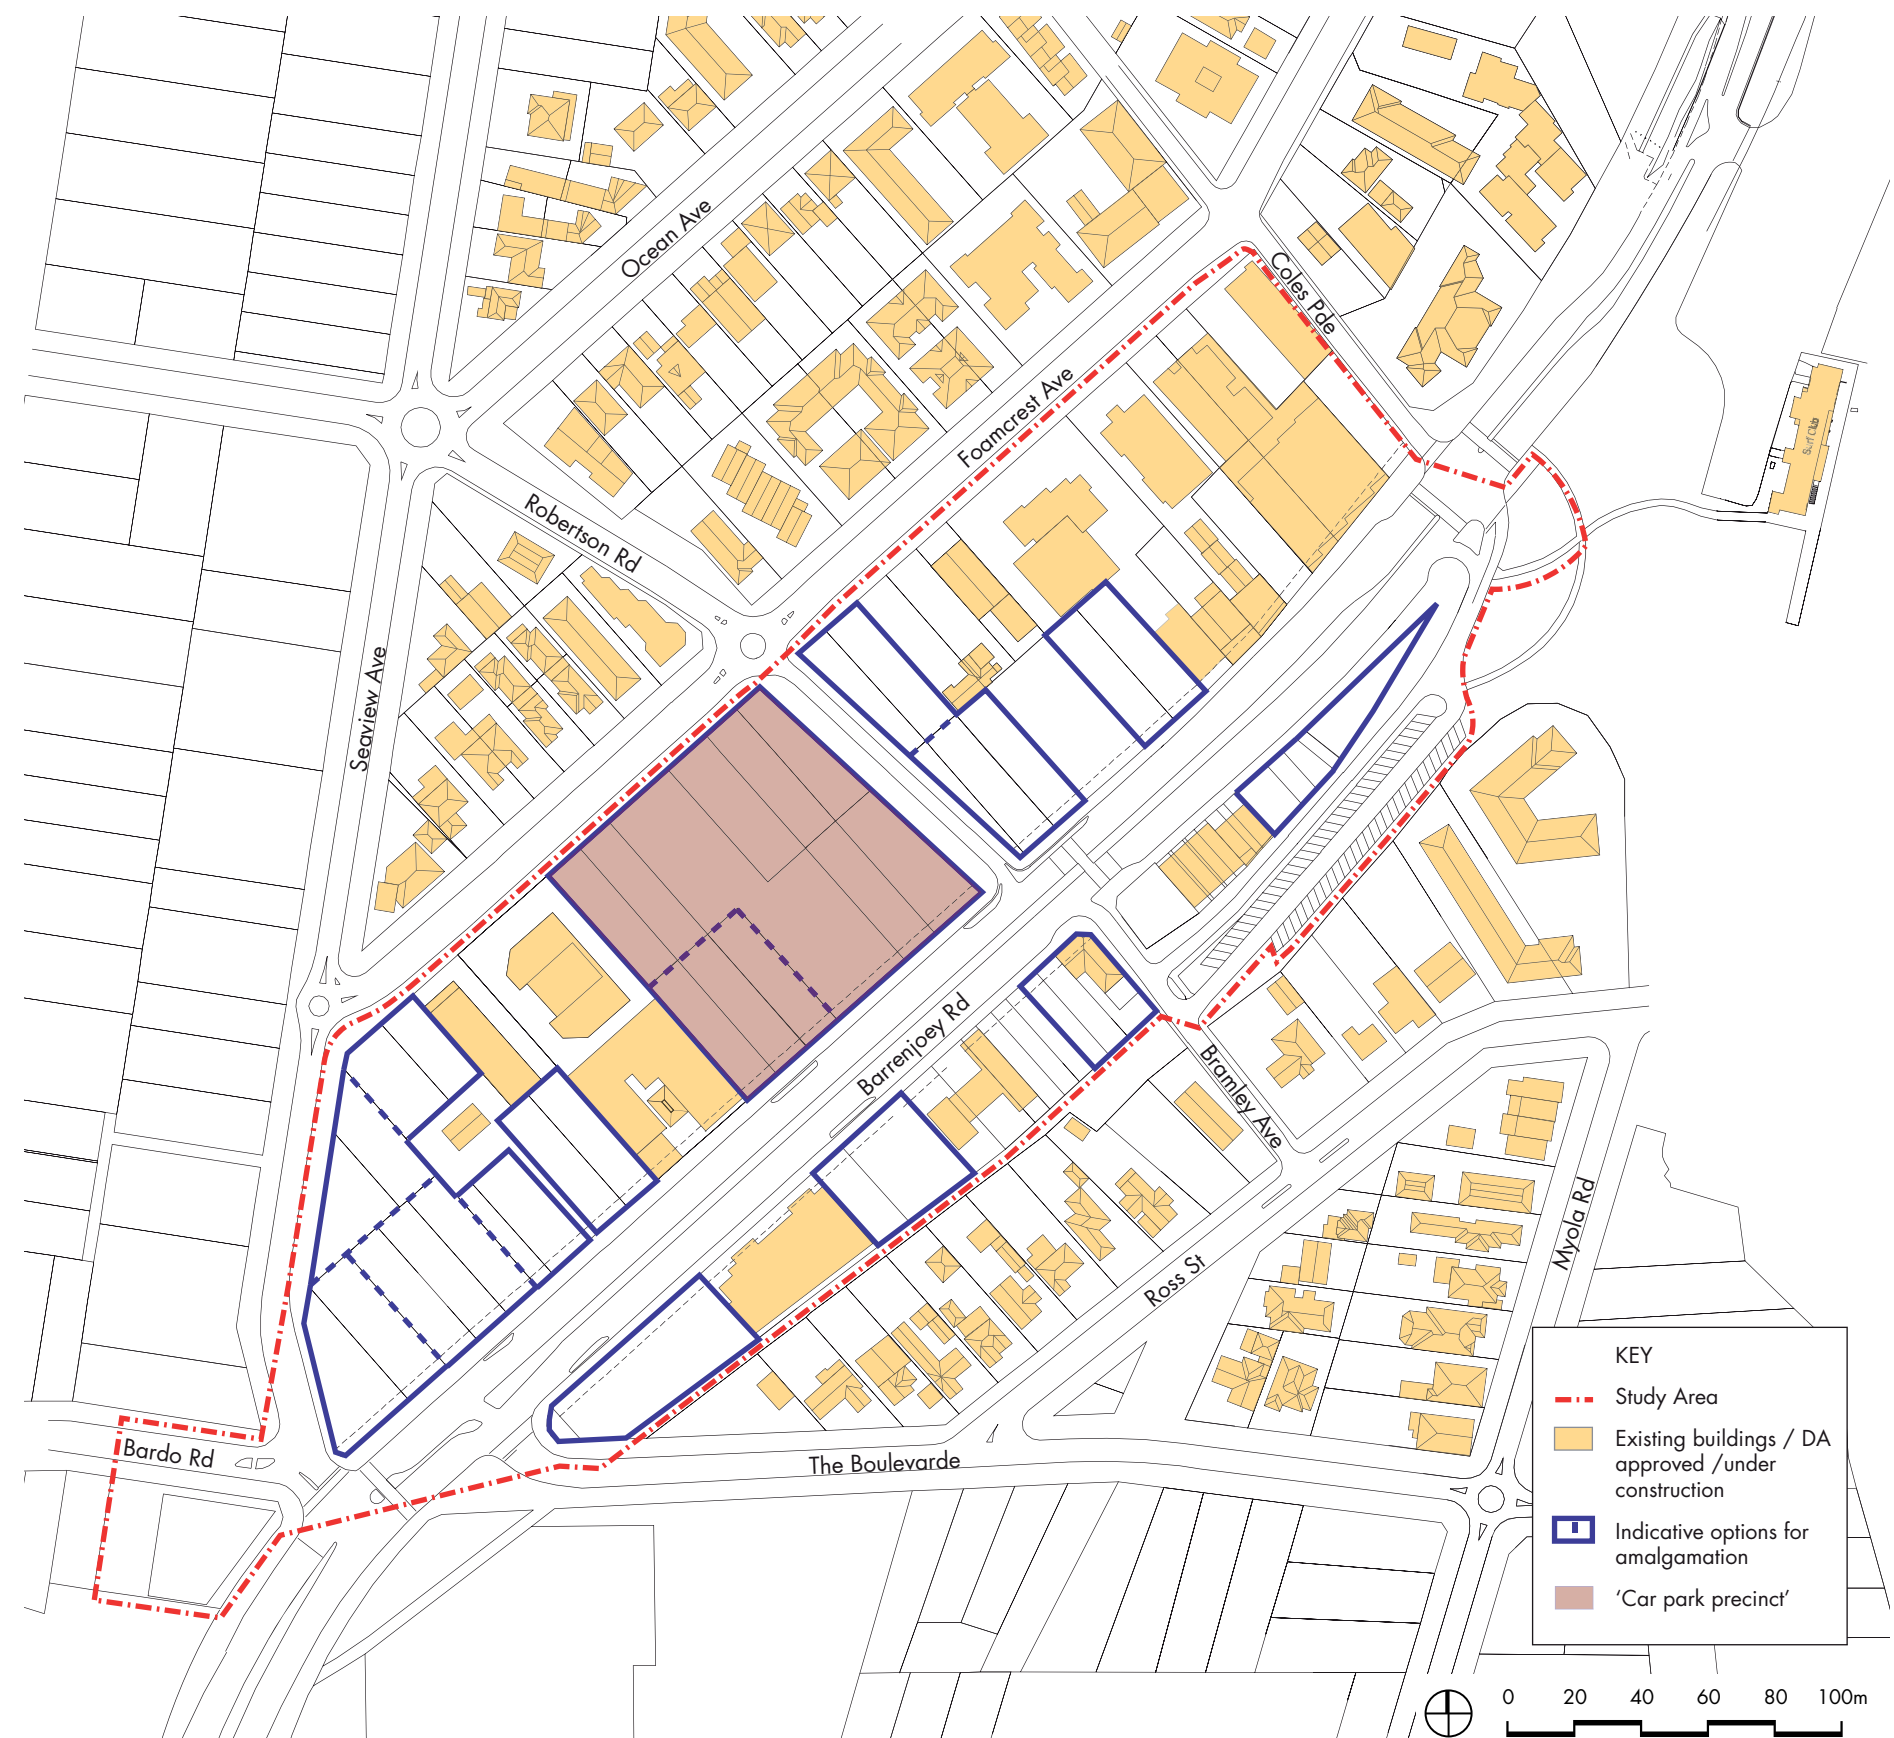 Ocean Ave
Coles Pde
Foamcrest Ave
Surf Club
Robertson Rd
Seaview Ave
Barrenjoey Rd
Bramley Ave
Myola Rd
Ross St
Bardo Rd
The Boulevarde
KEY
Study Area
Existing buildings / DA
approved /under
construction
Indicative options for
amalgamation
‘Car park precinct’
0 20 40 60 80 100m